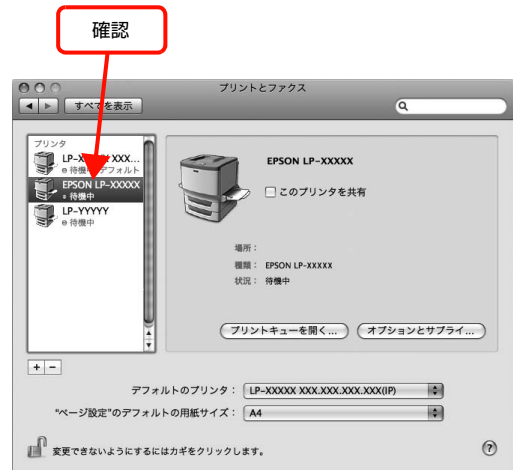 確認
プリントとファクス
すべてを表示
プリンタ
LP-X XXX...
待機中 デフォルト
EPSON LP-XXXXX
待機中
LP-YYYYY
待機中
EPSON LP-XXXXX
このプリンタを共有
場所：
種類： EPSON LP-XXXXX
状況： 待機中
プリントキューを開く...
オプションとサプライ...
+ -
デフォルトのプリンタ： LP-XXXXX XXX.XXX.XXX.XXX(IP)
"ページ設定"のデフォルトの用紙サイズ： A4
変更できないようにするにはカギをクリックします。
?